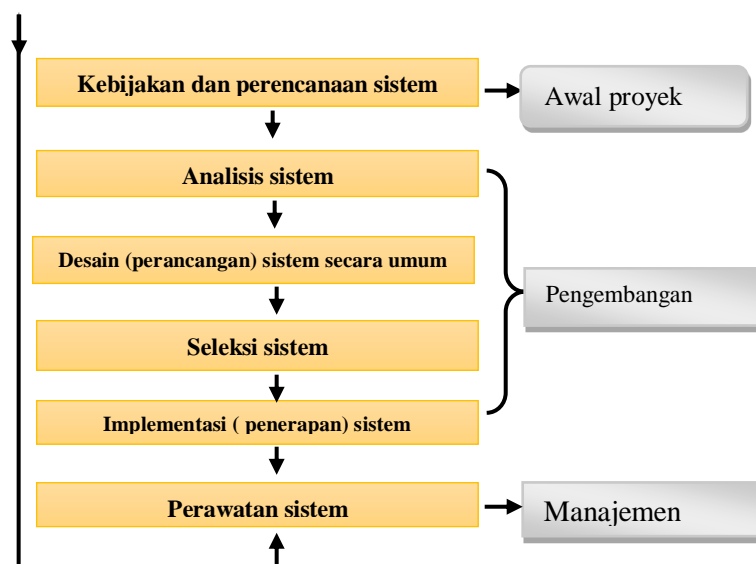 Kebijakan dan perencanaan sistem
Awal proyek
Analisis sistem
Desain (perancangan) sistem secara umum
Pengembangan
Seleksi sistem
Implementasi ( penerapan) sistem
Perawatan sistem
Manajemen